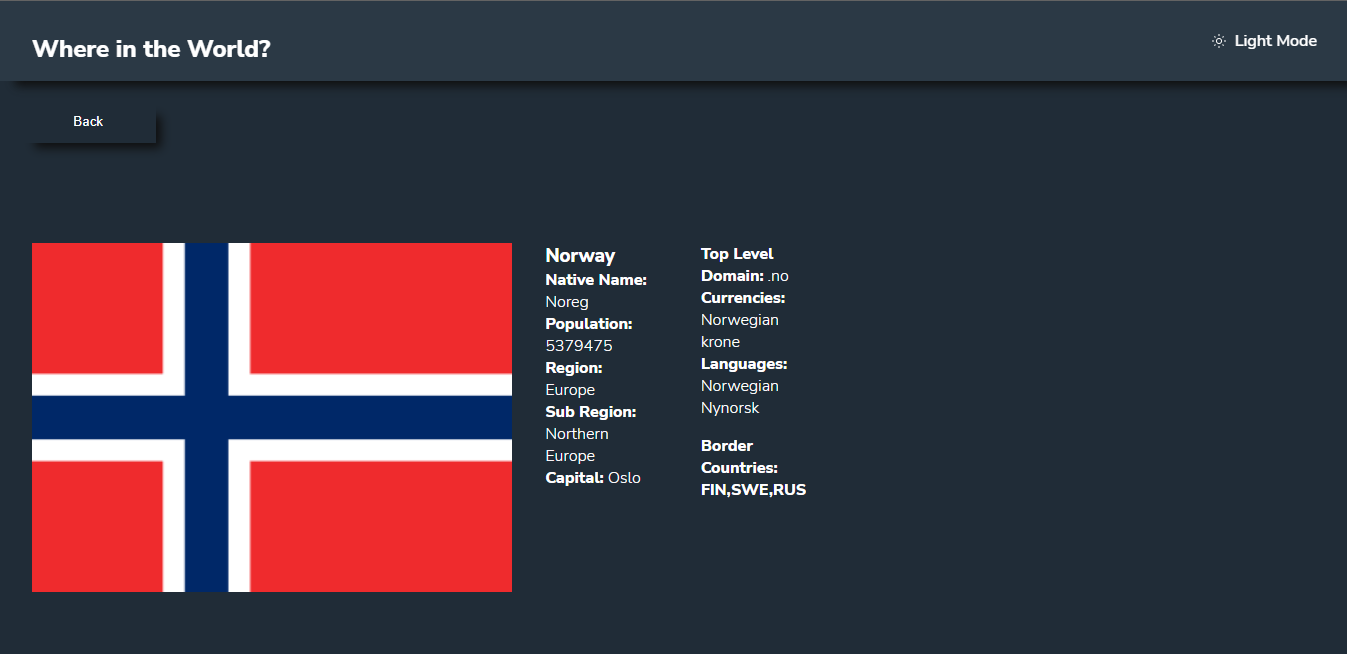 Where in the World?
Light Mode
Back
Norway
Native Name:
Noreg
Population:
5379475
Region:
Europe
Sub Region:
Northern
Europe
Capital: Oslo
Top Level
Domain: .no
Currencies:
Norwegian
krone
Languages:
Norwegian
Nynorsk
Border
Countries:
FIN,SWE,RUS